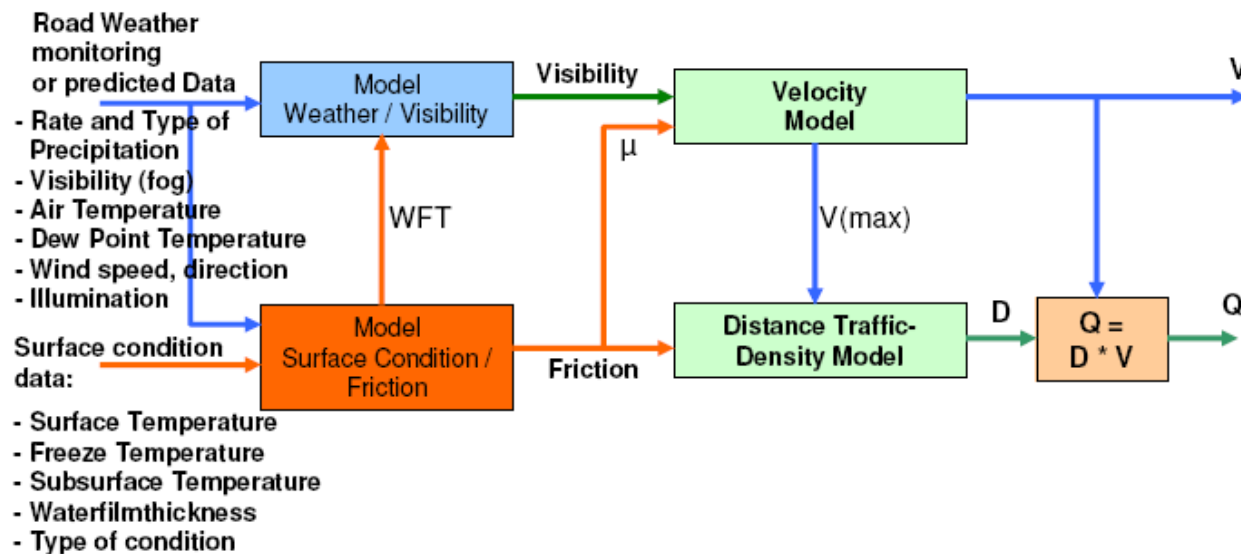 Road Weather
monitoring
or predicted Data
- Rate and Type of
Precipitation
- Visibility (fog)
- Air Temperature
- Dew Point Temperature
- Wind speed, direction
- Illumination
Surface condition
data:
- Surface Temperature
- Freeze Temperature
- Subsurface Temperature
- Waterfilmthickness
- Type of condition
Model
Weather / Visibility
WFT
Model
Surface Condition /
Friction
Visibility
μ
Friction
Velocity
Model
V(max)
Distance Traffic-
Density Model
D
Q =
D * V
V
Q